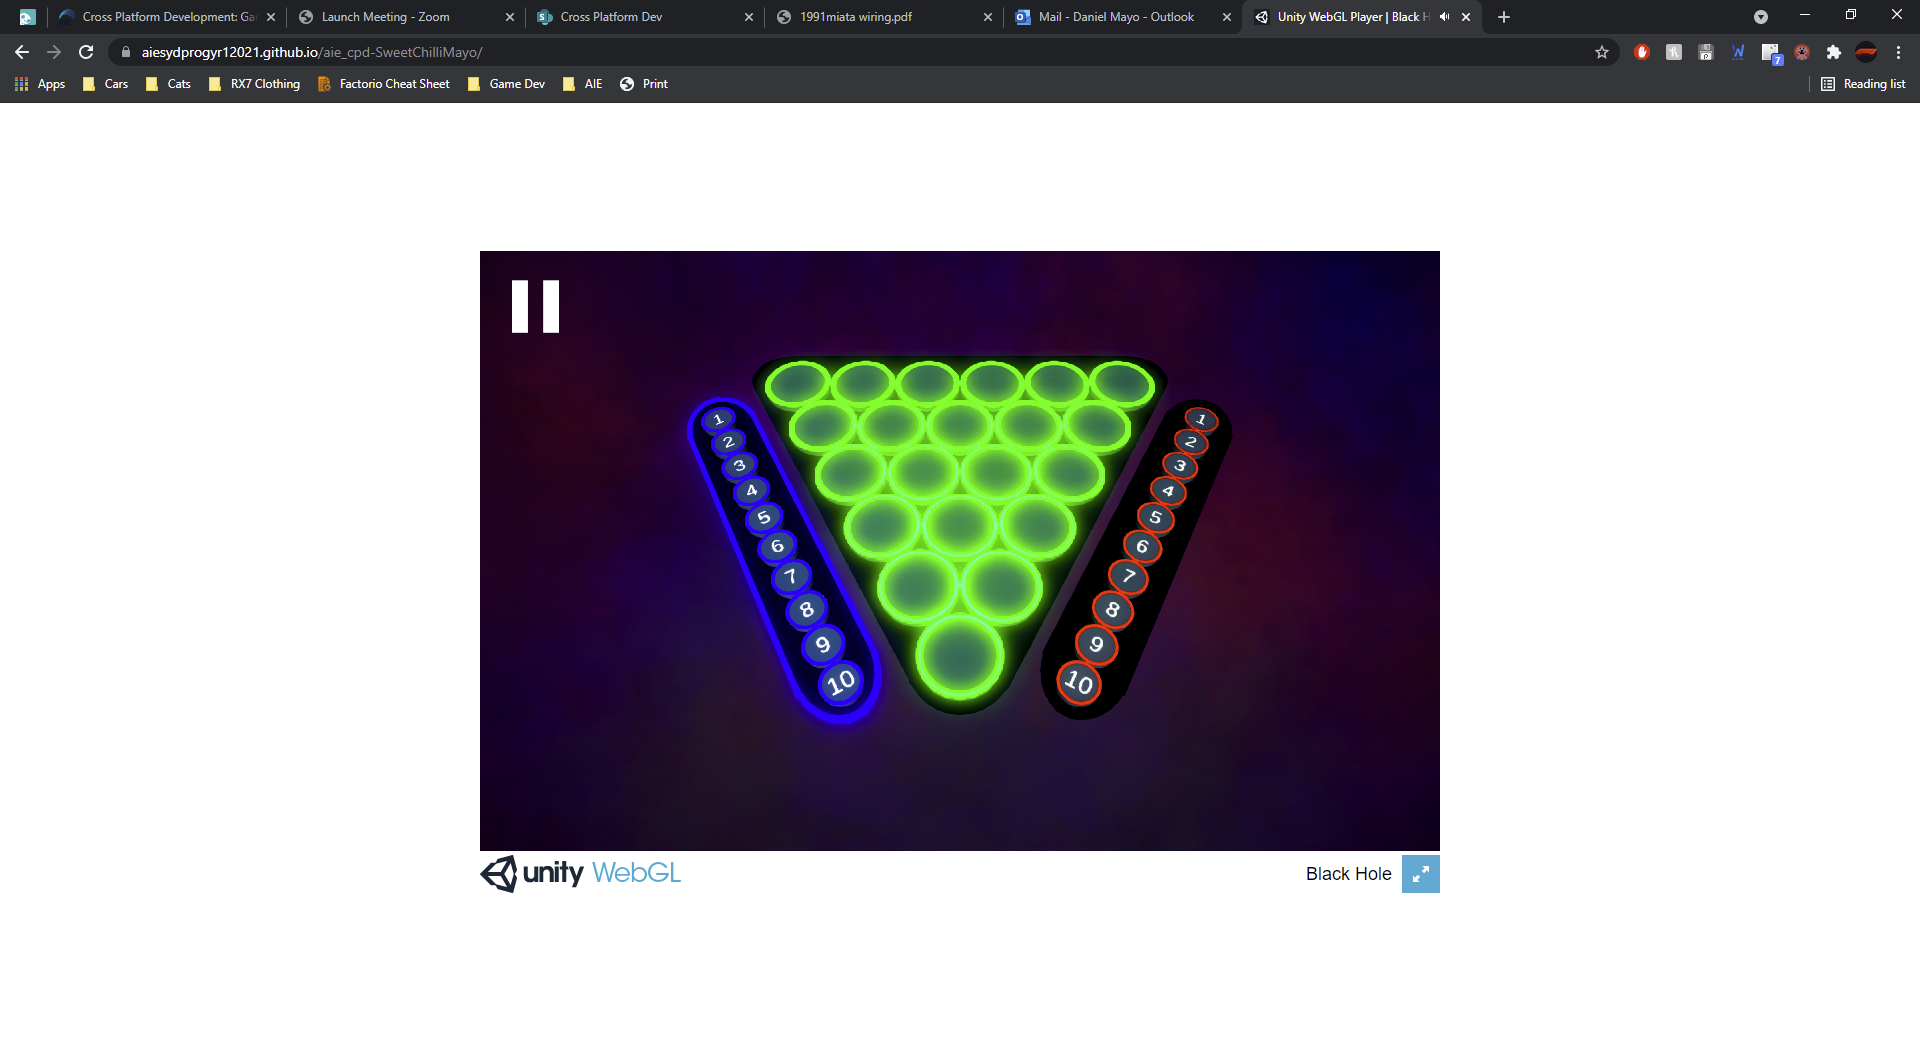 Cross Platform Development: Ga
Launch Meeting - Zoom
Cross Platform Dev
1991miata wiring.pdf
Mail - Daniel Mayo - Outlook
Unity WebGL Player | Black H
aiesydprogyr12021.github.io/aie_cpd-SweetChilliMayo/
7
Apps
Cars
Cats
RX7 Clothing
Factorio Cheat Sheet
Game Dev
AIE
Print
Reading list
1
2
3
4
5
6
7
8
9
10
1
2
3
4
5
6
7
8
9
10
unity WebGL
Black Hole